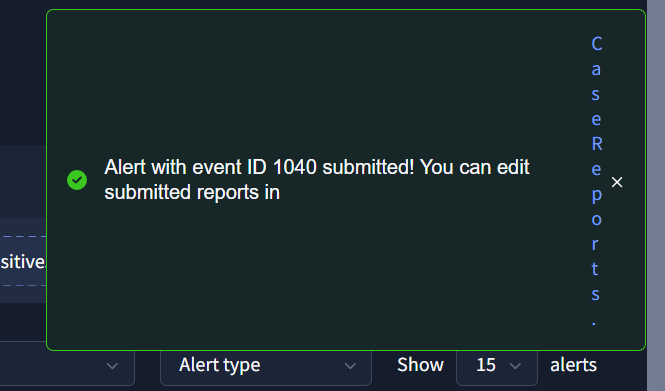 Alert with event ID 1040 submitted! You can edit
submitted reports in
C
a
s
e
R
e
p
o
r
t
s
.
sitive
Alert type
Show
15
alerts